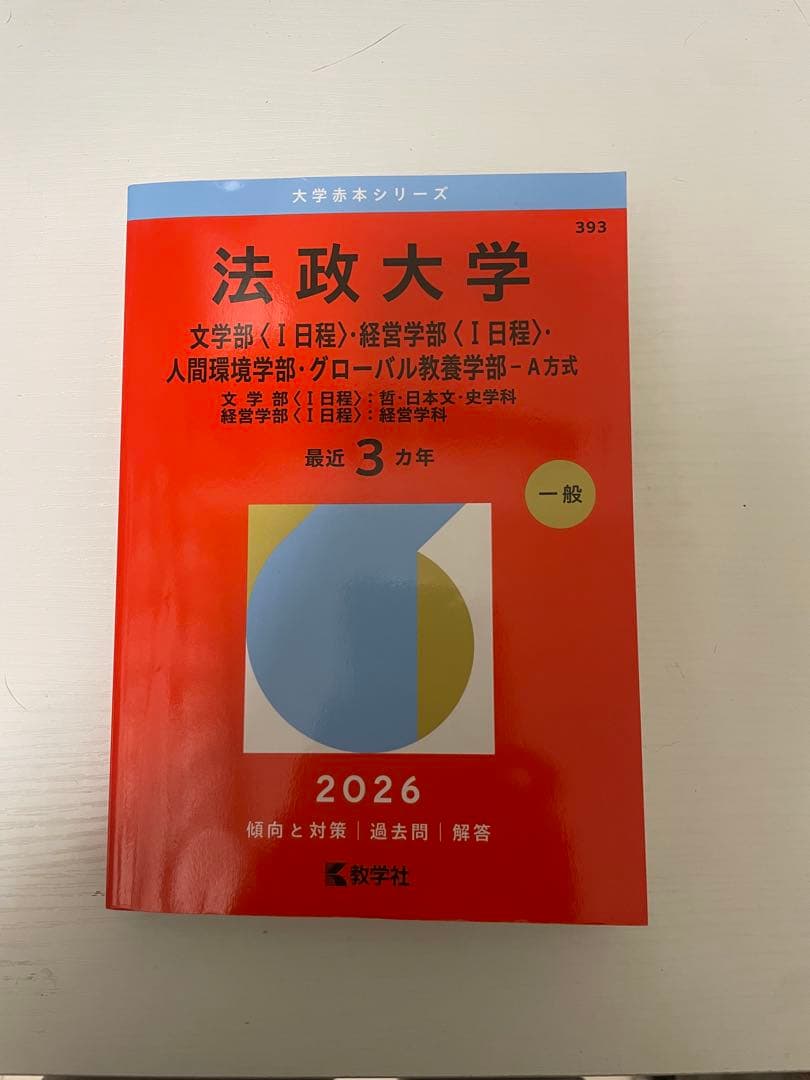 大学赤本シリーズ
393
法政大学
文学部〈Ⅰ日程〉・経営学部〈Ⅰ日程〉・
人間環境学部・グローバル教養学部－A方式
文学部〈Ⅰ日程〉：哲・日本文・史学科
経営学部〈Ⅰ日程〉：経営学科
最近3カ年
一般
2026
傾向と対策｜過去問｜解答
教学社